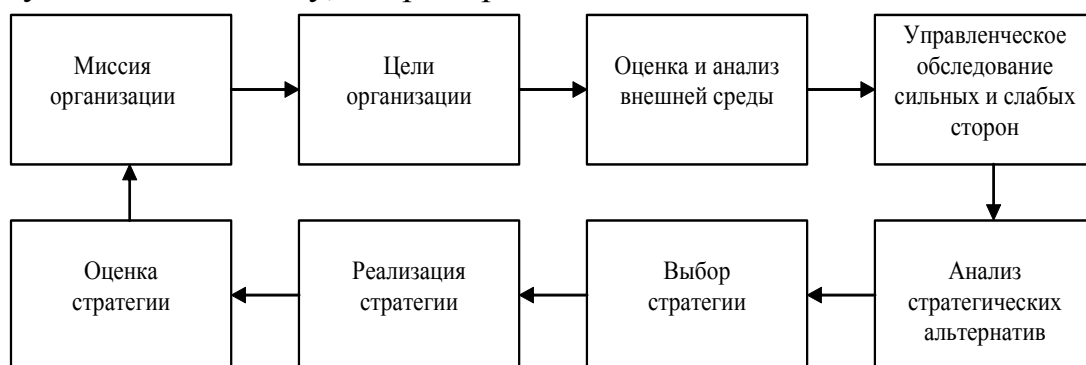 Миссия
организации
Цели
организации
Оценка и анализ
внешней среды
Управленческое
обследование
сильных и слабых
сторон
Оценка
стратегии
Реализация
стратегии
Выбор
стратегии
Анализ
стратегических
альтернатив